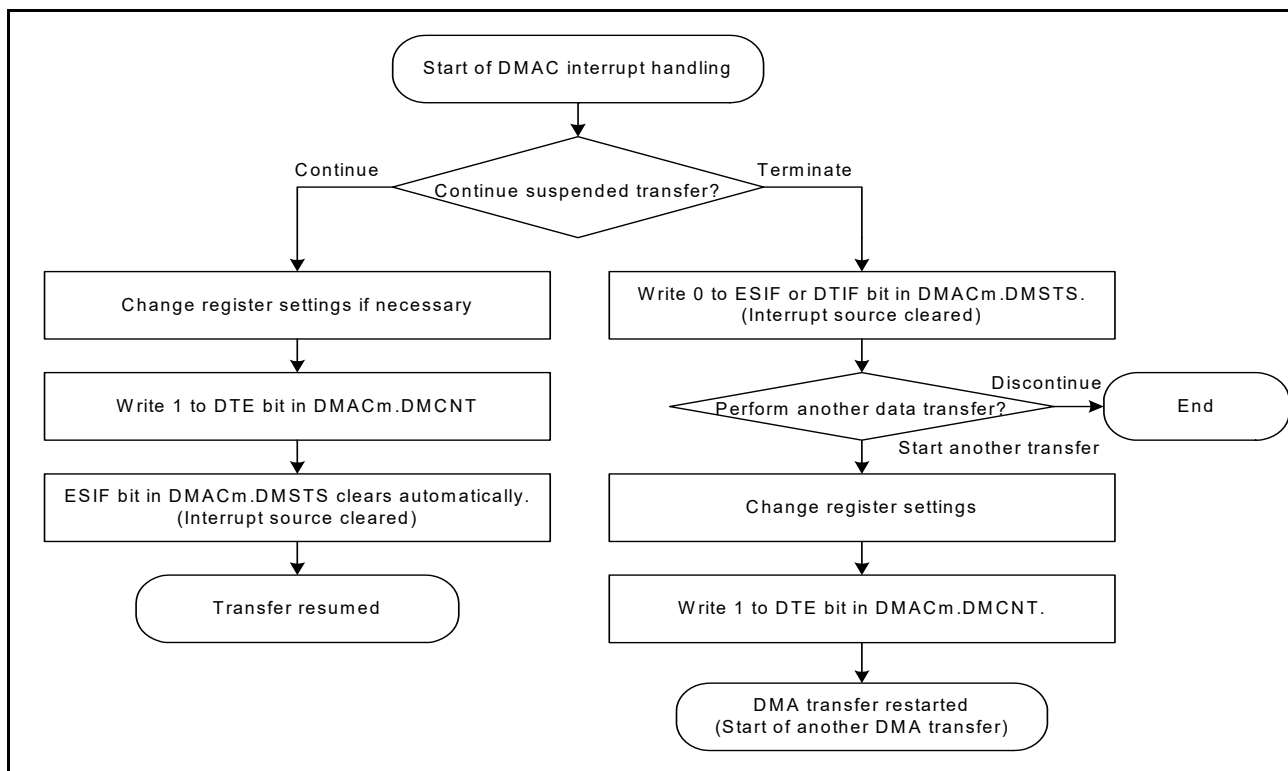 Start of DMAC interrupt handling
Continue
Terminate
Continue suspended transfer?
Change register settings if necessary
Write 1 to DTE bit in DMACm.DMCNT
ESIF bit in DMACm.DMSTS clears automatically.
(Interrupt source cleared)
Transfer resumed
Write 0 to ESIF or DTIF bit in DMACm.DMSTS.
(Interrupt source cleared)
Discontinue
Perform another data transfer?
End
Start another transfer
Change register settings
Write 1 to DTE bit in DMACm.DMCNT.
DMA transfer restarted
(Start of another DMA transfer)